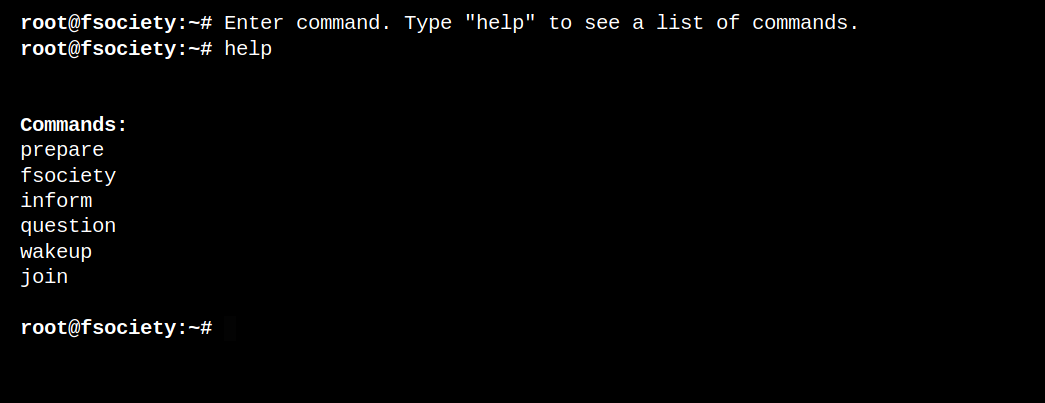 root@fsociety:~# Enter command. Type "help" to see a list of commands.
root@fsociety:~# help
Commands:
prepare
fsociety
inform
question
wakeup
join
root@fsociety:~#